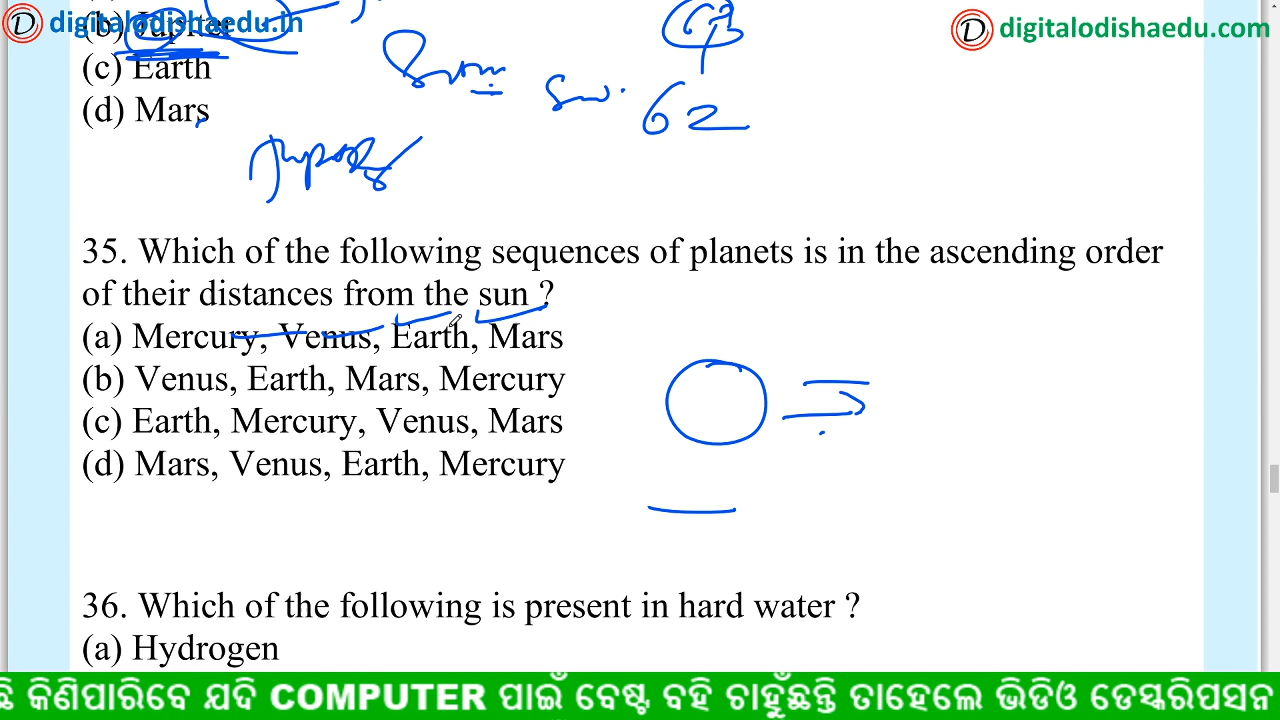 digitalodishaedu.in
digitalodishaedu.com
(b) Jupiter
(c) Earth
(d) Mars
62
35. Which of the following sequences of planets is in the ascending order
of their distances from the sun ?
(a) Mercury, Venus, Earth, Mars
(b) Venus, Earth, Mars, Mercury
(c) Earth, Mercury, Venus, Mars
(d) Mars, Venus, Earth, Mercury
36. Which of the following is present in hard water ?
(a) Hydrogen
କିଣିପାରିବେ ଯଦି COMPUTER ପାଇଁ ବେଷ୍ଟ ବହି ଚାହୁଁଛନ୍ତି ତାହେଲେ ଭିଡିଓ ଡେସ୍କରିପସନ